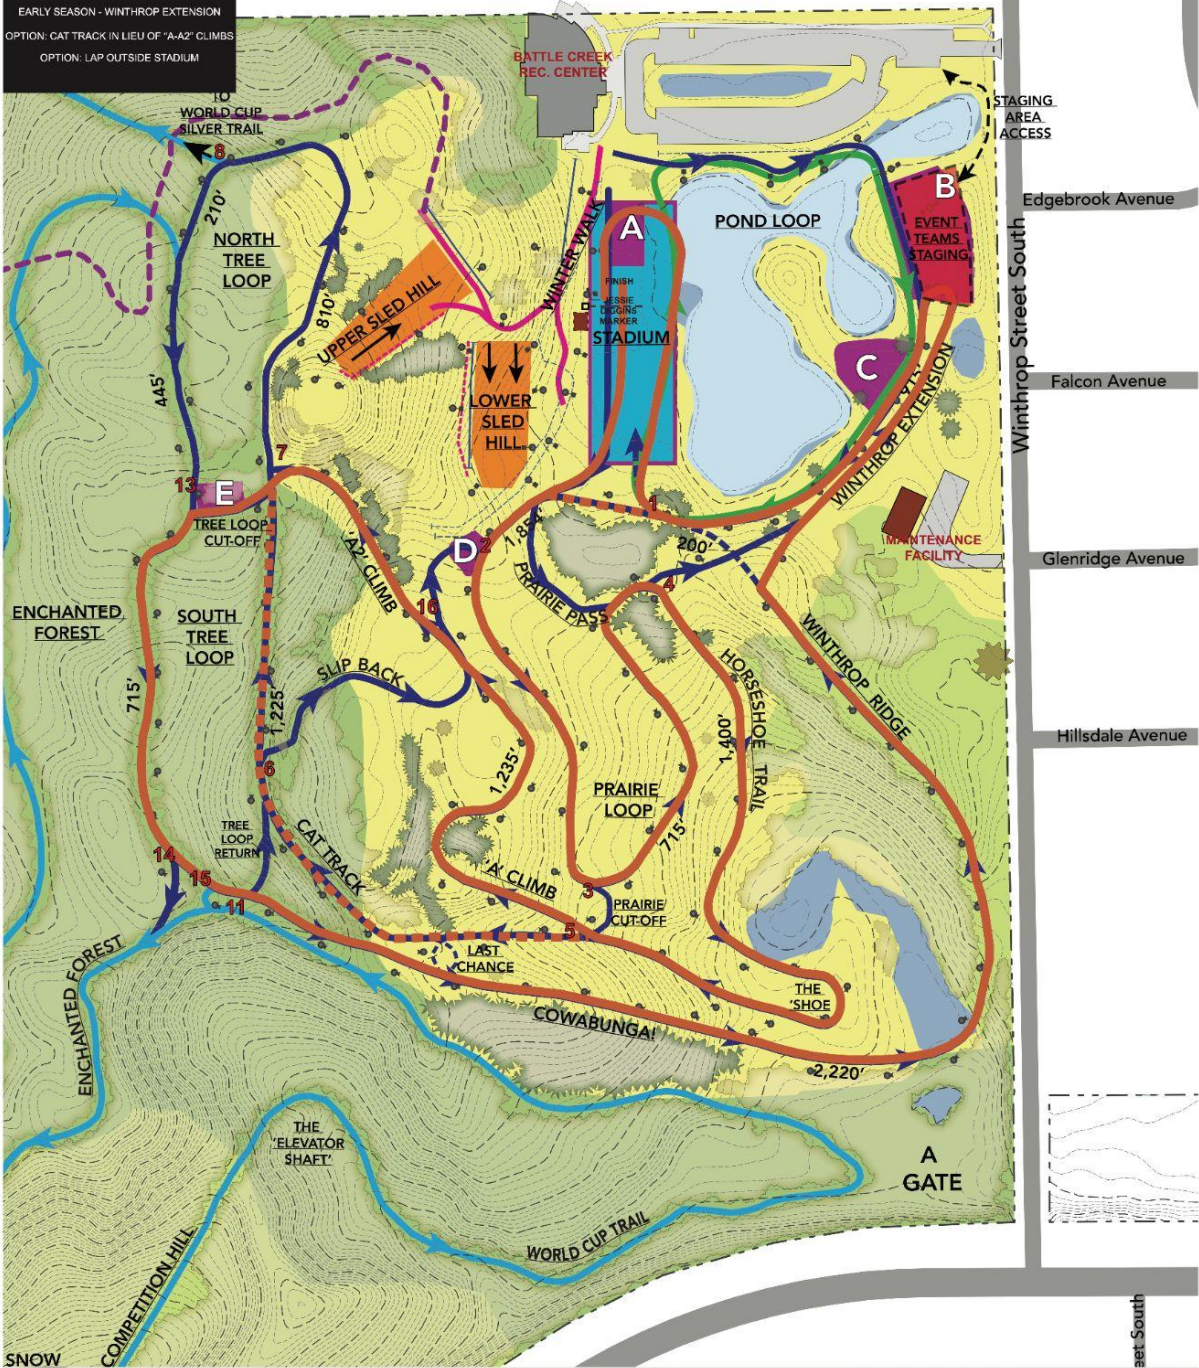 EARLY SEASON - WINTHROP EXTENSION
OPTION: CAT TRACK IN LIEU OF "A-A2" CLIMBS
OPTION: LAP OUTSIDE STADIUM
BATTLE CREEK
REC. CENTER
STAGING
AREA
ACCESS
TO
WORLD CUP
SILVER TRAIL
8
210'
NORTH
TREE
LOOP
810'
445'
UPPER SLED HILL
LOWER
SLED
HILL
WINTER WALK
A
FINISH
JESSIE
DIGGINS
MARKER
STADIUM
POND LOOP
B
EVENT
TEAMS
STAGING
C
WINTHROP EXTENSION
Edgebrook Avenue
Winthrop Street South
Falcon Avenue
MAINTENANCE
FACILITY
Glenridge Avenue
Hillsdale Avenue
7
13
E
TREE LOOP
CUT-OFF
'A2' CLIMB
D
2
1
200'
PRAIRIE PASS
4
16
ENCHANTED
FOREST
SOUTH
TREE
LOOP
715'
SLIP BACK
1,225'
6
HORSESHOE TRAIL
1,400'
WINTHROP RIDGE
1,235'
PRAIRIE
LOOP
715'
TREE
LOOP
RETURN
CAT TRACK
14
15
11
'A' CLIMB
3
PRAIRIE
CUT-OFF
5
LAST
CHANCE
THE
'SHOE
COWABUNGA!
2,220'
ENCHANTED FOREST
THE
'ELEVATOR
SHAFT'
A
GATE
WORLD CUP TRAIL
COMPETITION HILL
SNOW
eet South